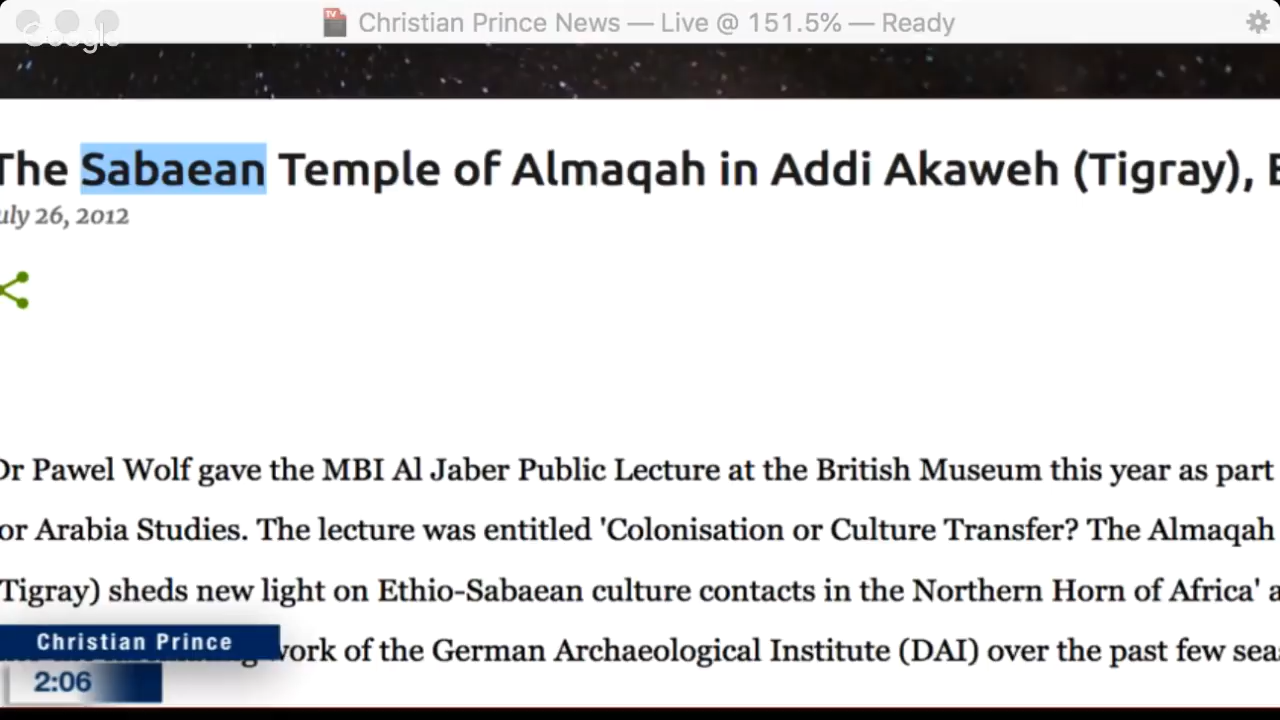 Christian Prince News — Live @ 151.5% — Ready
Google
The Sabaean Temple of Almaqah in Addi Akaweh (Tigray),
July 26, 2012
Dr Pawel Wolf gave the MBI Al Jaber Public Lecture at the British Museum this year as part
or Arabia Studies. The lecture was entitled 'Colonisation or Culture Transfer? The Almaqah
(Tigray) sheds new light on Ethio-Sabaean culture contacts in the Northern Horn of Africa'
work of the German Archaeological Institute (DAI) over the past few
Christian Prince
2:06